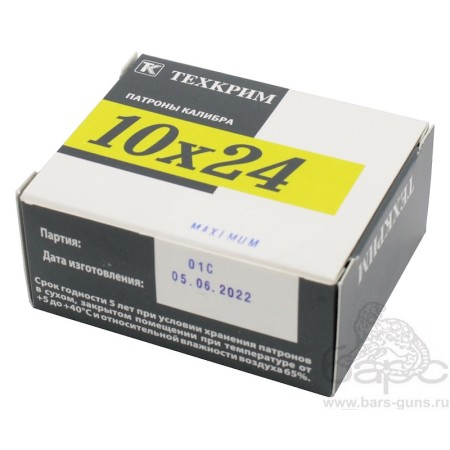 ТК ТЕХКРИМ
ПАТРОНЫ КАЛИБРА
10x24
MAXIMUM
Партия: 01С
Дата изготовления: 05.06.2022
Срок годности 5 лет при условии хранения патронов
в сухом, закрытом помещении при температуре от
+5 до +40°С и относительной влажности воздуха 65%.
ТЕХКРИМ
барс
www.bars-guns.ru